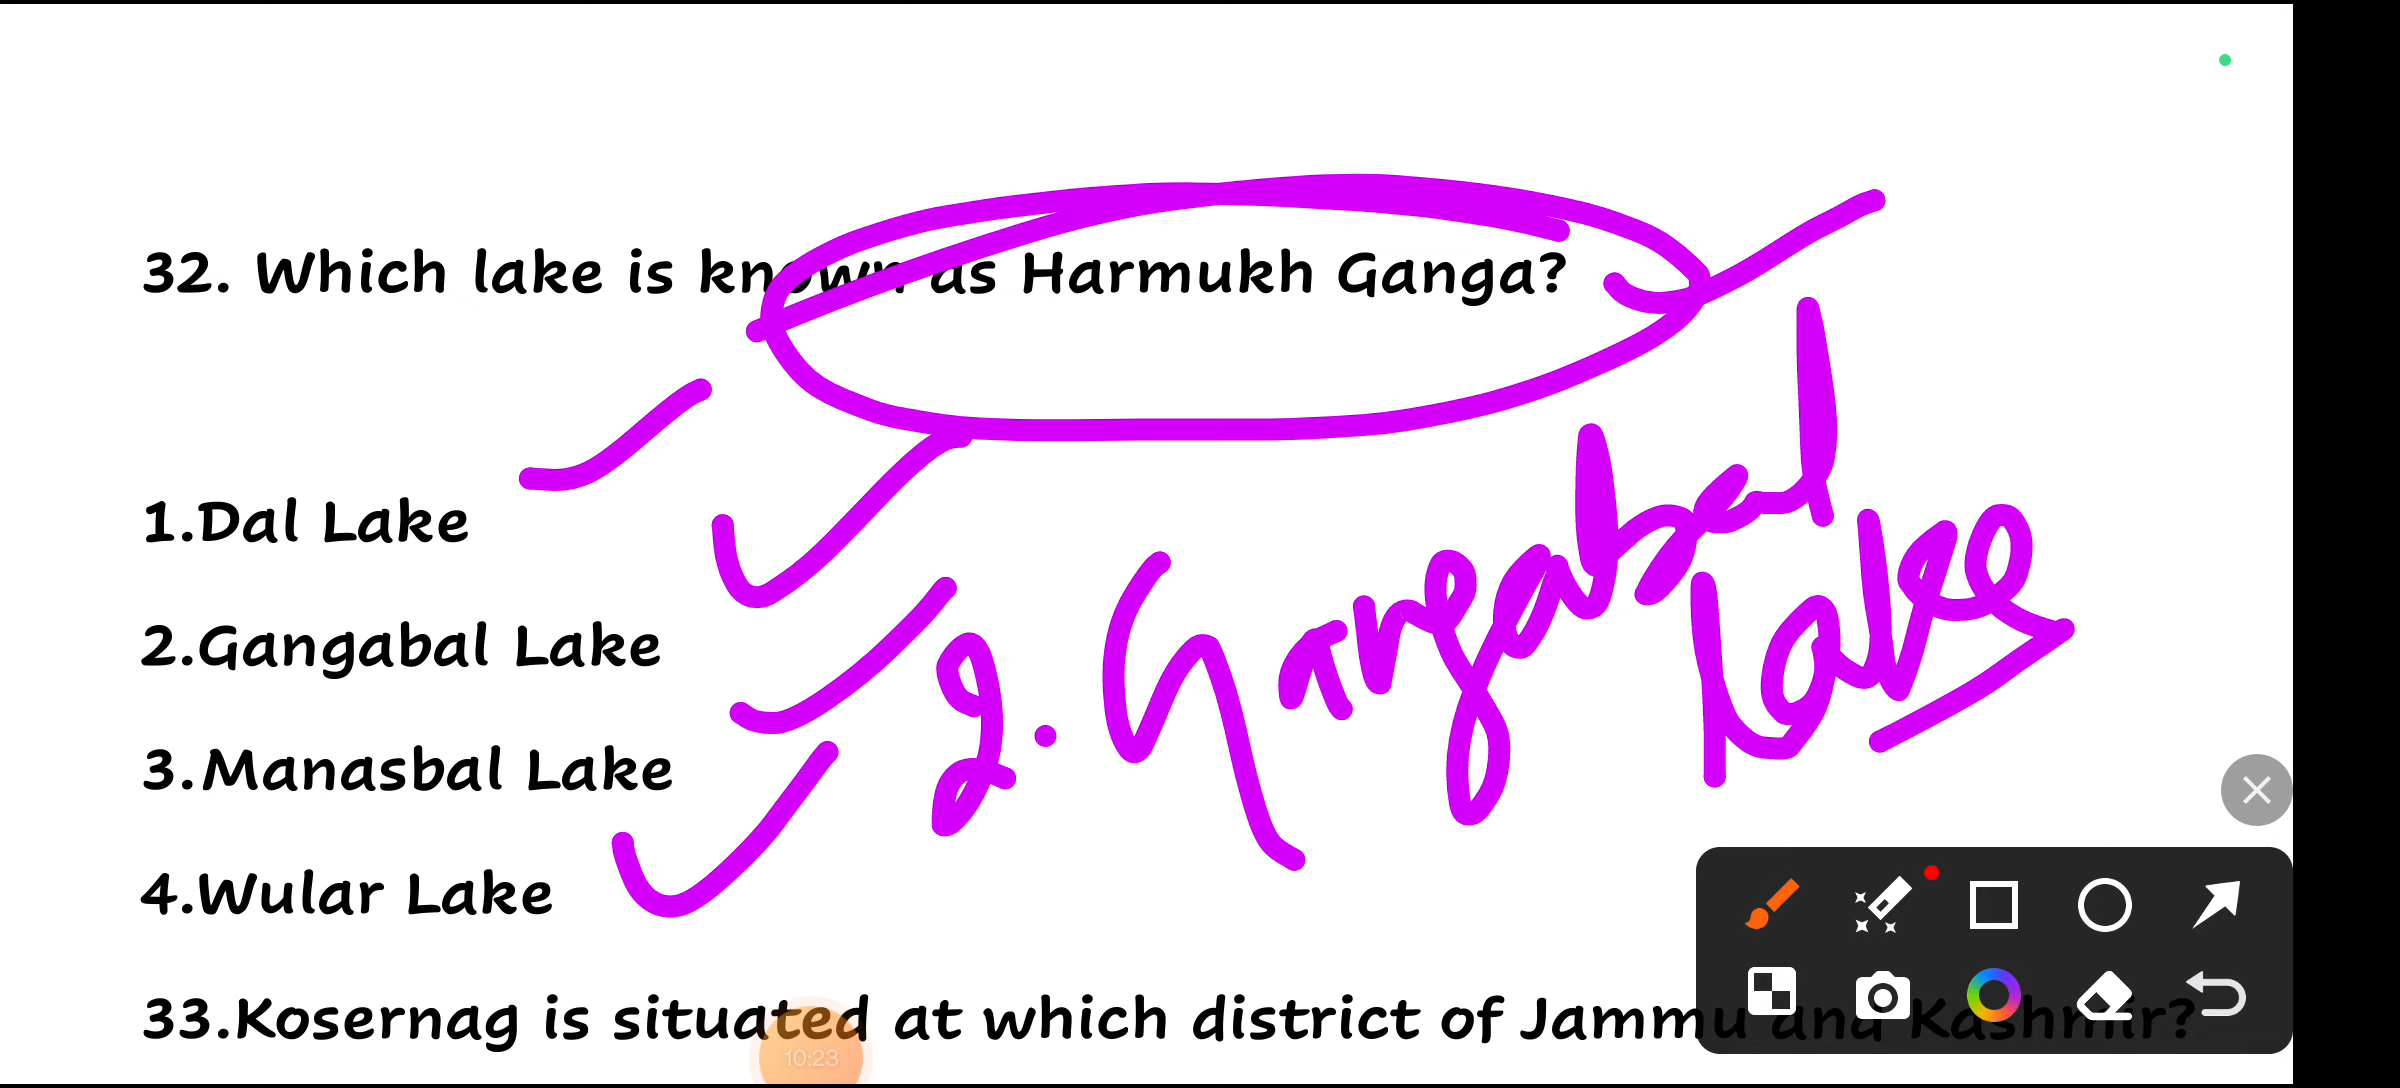 32. Which lake is known as Harmukh Ganga?
1.Dal Lake
2.Gangabal Lake
3.Manasbal Lake
4.Wular Lake
2. Gangabal
Lake
33.Kosernag is situated at which district of Jammu and Kashmir?
10:23